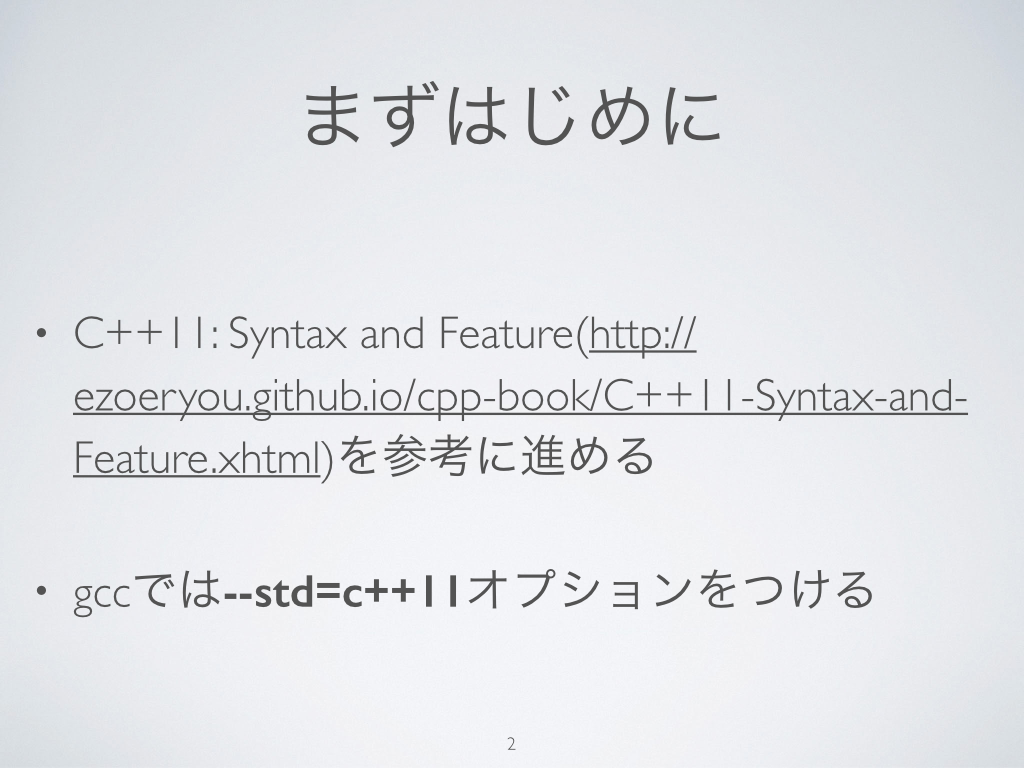 まずはじめに
• C++11: Syntax and Feature(http://
ezoeryou.github.io/cpp-book/C++11-Syntax-and-
Feature.xhtml)を参考に進める
• gccでは--std=c++11オプションをつける
2